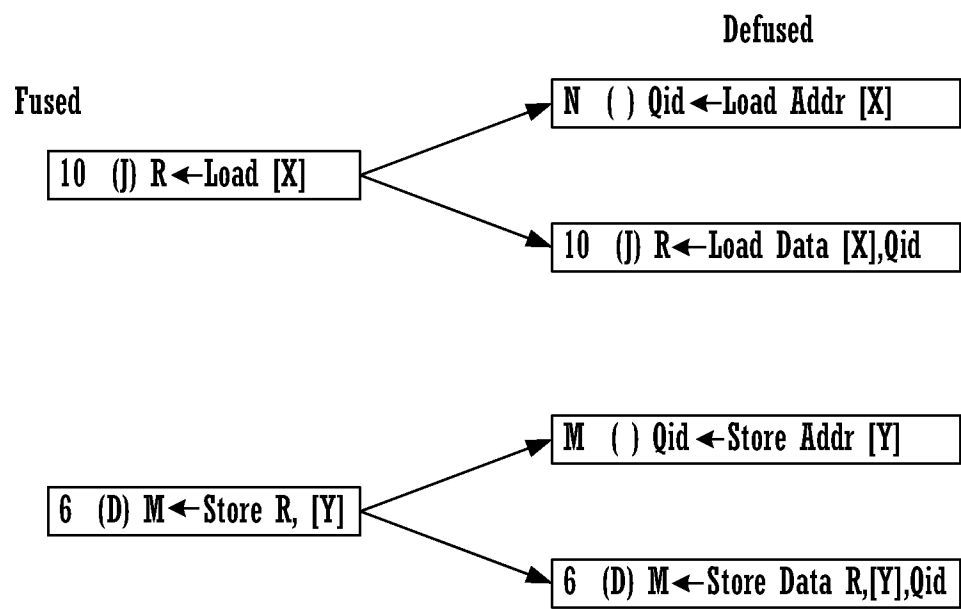 Defused
Fused
N ( ) Qid←Load Addr [X]
10 (J) R←Load [X]
10 (J) R←Load Data [X],Qid
M ( ) Qid←Store Addr [Y]
6 (D) M←Store R, [Y]
6 (D) M←Store Data R,[Y],Qid